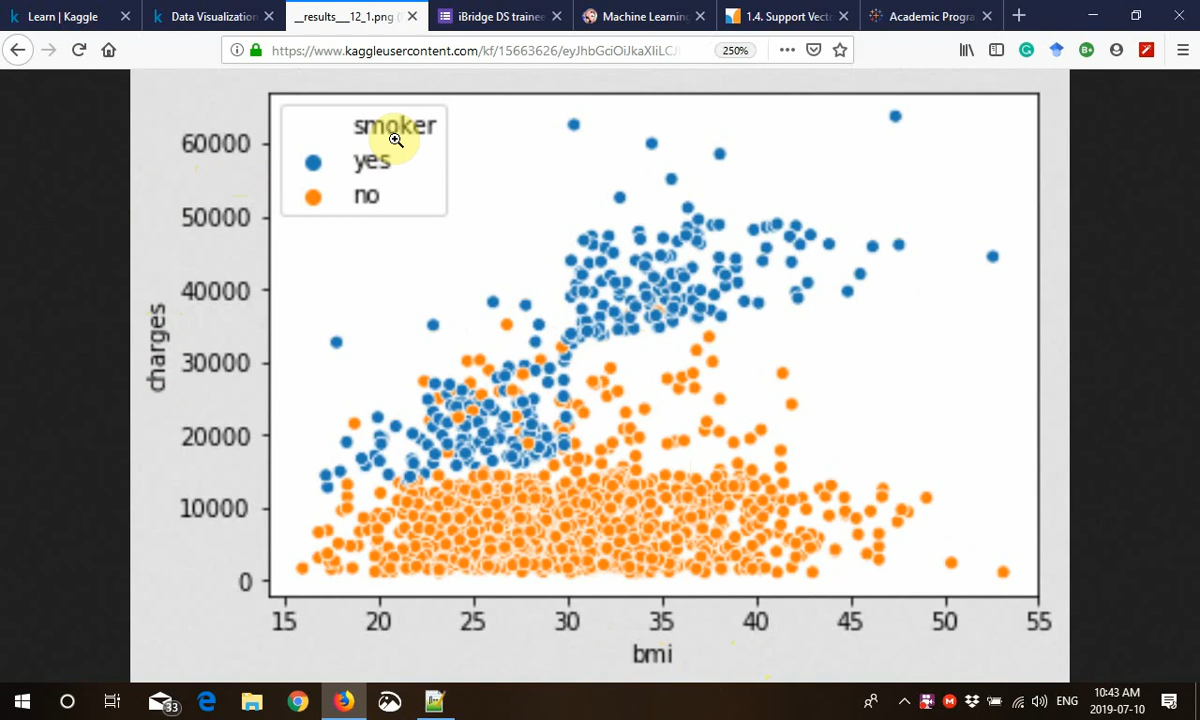 Learn | Kaggle
Data Visualization
__results___12_1.png (
iBridge DS trainee
Machine Learning
1.4. Support Vect
Academic Progra
https://www.kaggleusercontent.com/kf/15663626/eyJhbGciOiJkaXIiLCJ
250%
smoker
yes
no
60000
50000
40000
30000
20000
10000
0
charges
15 20 25 30 35 40 45 50 55
bmi
33
ENG
10:43 AM
2019-07-10